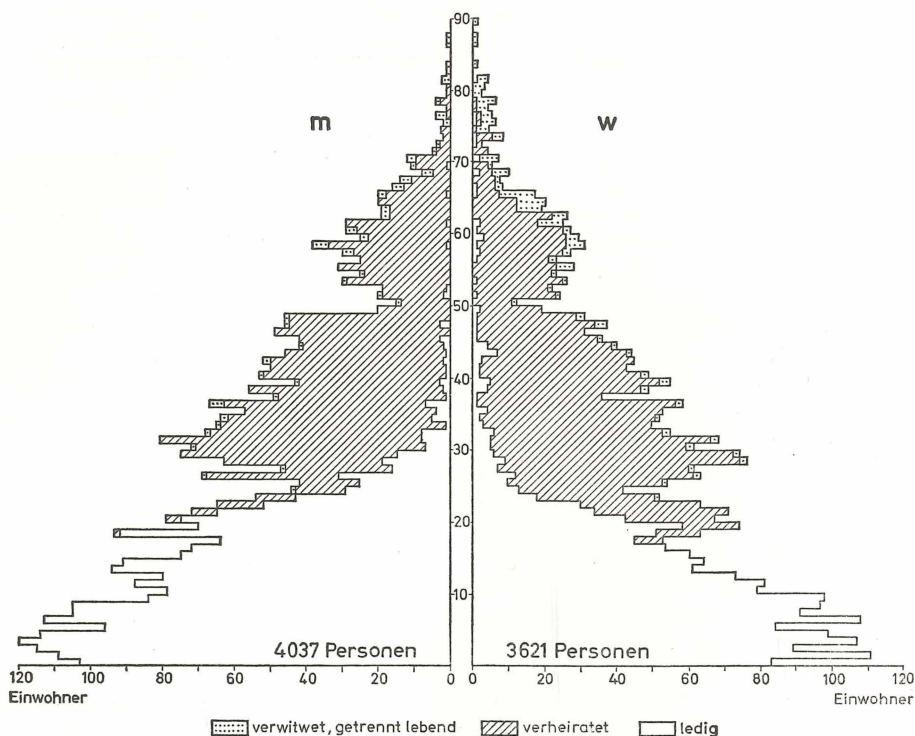 90
80
m w
70
60
50
40
30
20
10
4037 Personen 3621 Personen
120 100 80 60 40 20 0 0 20 40 60 80 100 120
Einwohner Einwohner
verwitwet, getrennt lebend verheiratet ledig